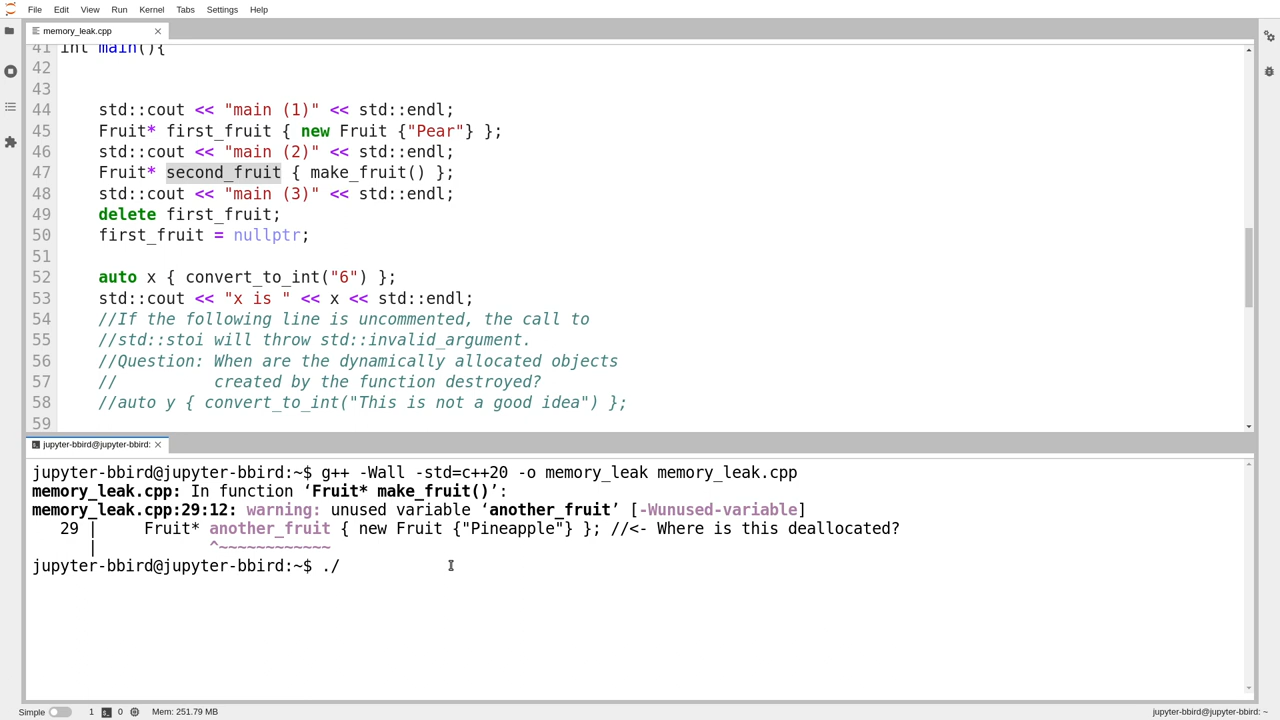 File Edit View Run Kernel Tabs Settings Help
memory_leak.cpp
41 int main(){
42
43
44 std::cout << "main (1)" << std::endl;
45 Fruit* first_fruit { new Fruit {"Pear"} };
46 std::cout << "main (2)" << std::endl;
47 Fruit* second_fruit { make_fruit() };
48 std::cout << "main (3)" << std::endl;
49 delete first_fruit;
50 first_fruit = nullptr;
51
52 auto x { convert_to_int("6") };
53 std::cout << "x is " << x << std::endl;
54 //If the following line is uncommented, the call to
55 //std::stoi will throw std::invalid_argument.
56 //Question: When are the dynamically allocated objects
57 //          created by the function destroyed?
58 //auto y { convert_to_int("This is not a good idea") };
59
jupyter-bbird@jupyter-bbird:
jupyter-bbird@jupyter-bbird:~$ g++ -Wall -std=c++20 -o memory_leak memory_leak.cpp
memory_leak.cpp: In function ‘Fruit* make_fruit()’:
memory_leak.cpp:29:12: warning: unused variable ‘another_fruit’ [-Wunused-variable]
29 |     Fruit* another_fruit { new Fruit {"Pineapple"} }; //<- Where is this deallocated?
|            ^~~~~~~~~~~~~
jupyter-bbird@jupyter-bbird:~$ ./
Simple 1 0 Mem: 251.79 MB jupyter-bbird@jupyter-bbird: ~